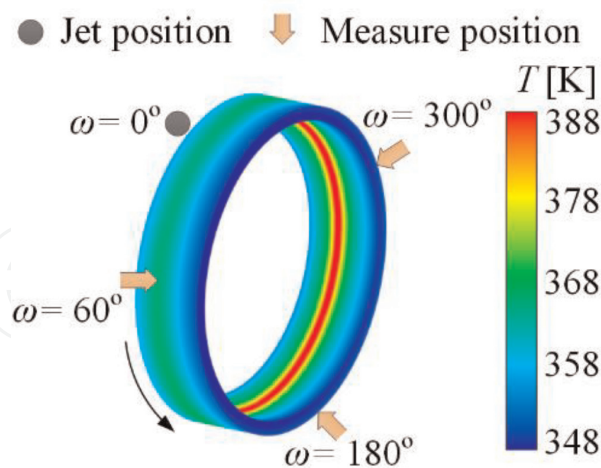 Jet position Measure position
T [K]
ω= 0°
ω= 300°
388
378
368
ω= 60°
358
348
ω= 180°